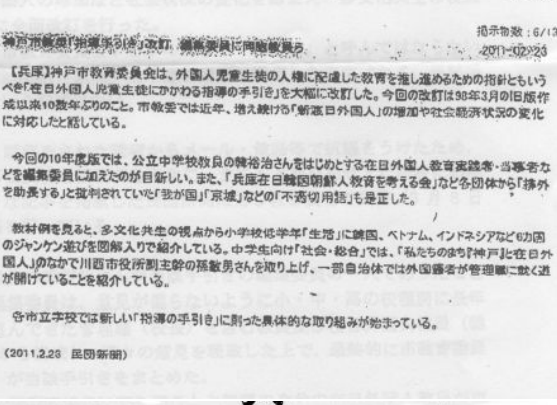 掲示物数：6/13
神戸市教委「指導手引き」改訂 編集委員に同胞教員ら
2011-02-23
【兵庫】神戸市教育委員会は、外国人児童生徒の人権に配慮した教育を推し進めるための指針ともいう
べき「在日外国人児童生徒にかかわる指導の手引き」を大幅に改訂した。今回の改訂は98年3月の旧版作
成以来10数年ぶりのこと。市教委では近年、増え続ける「新渡日外国人」の増加や社会経済状況の変化
に対応したと話している。
今回の10年度版では、公立中学校教員の韓裕治さんをはじめとする在日外国人教育実践者・当事者な
どを編集委員に加えたのが目新しい。また、「兵庫在日韓国朝鮮人教育を考える会」など各団体から「排外
を助長する」と批判されていた「我が国」「京城」などの「不適切用語」も是正した。
教材例を見ると、多文化共生の視点から小学校低学年「生活」に韓国、ベトナム、インドネシアなど6カ国
のジャンケン遊びを図解入りで紹介している。中学生向け「社会・総合」では、「私たちのまち『神戸』と在日外
国人」のなかで川西市役所副主幹の孫敏男さんを取り上げ、一部自治体では外国籍者が管理職に就く道
が開けていることを紹介している。
各市立学校では新しい「指導の手引き」に則った具体的な取り組みが始まっている。
（2011.2.23 民団新聞）